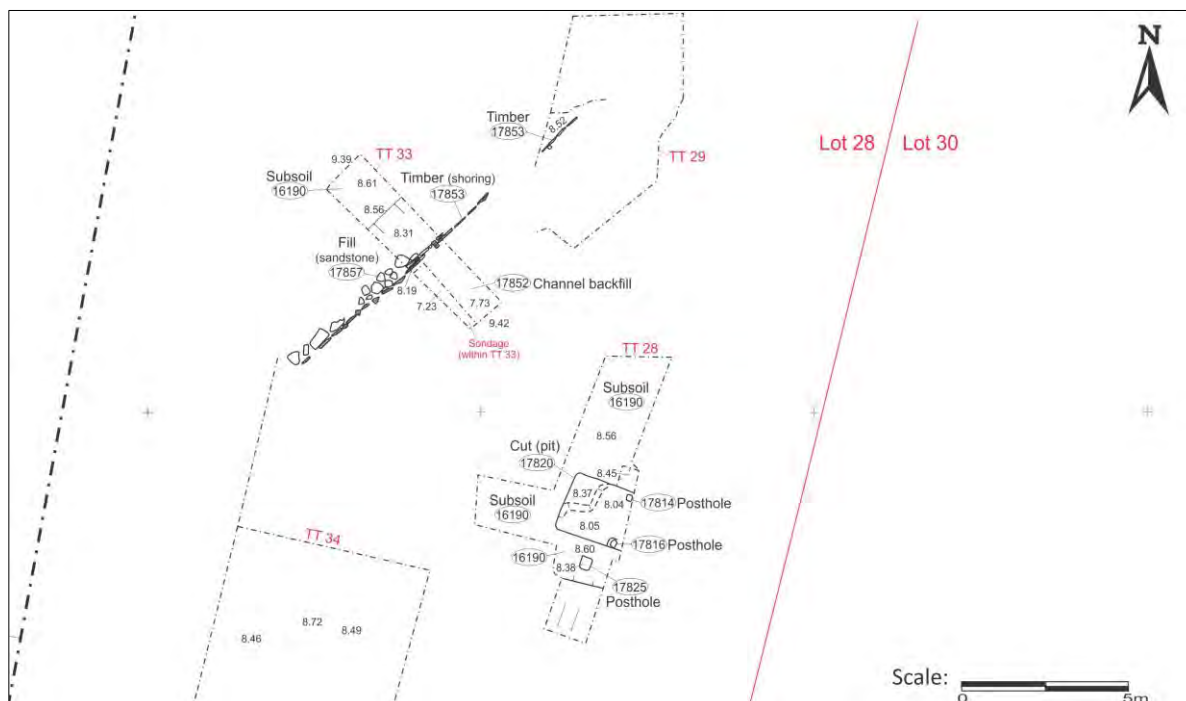 N
Timber
17853
8.52
Lot 28 Lot 30
TT 29
TT 33
9.39
Subsoil
16190
8.61
Timber (shoring)
17853
8.56
8.31
Fill
(sandstone)
17857
8.19
7.23
17852 Channel backfill
7.73
9.42
Sondage
(within TT 33)
TT 28
Subsoil
16190
8.56
Cut (pit)
17820
8.45
8.37
8.04
17814 Posthole
Subsoil
16190
8.05
17816 Posthole
16190
8.60
8.38
17825
Posthole
TT 34
8.46
8.72
8.49
Scale:
0 5m